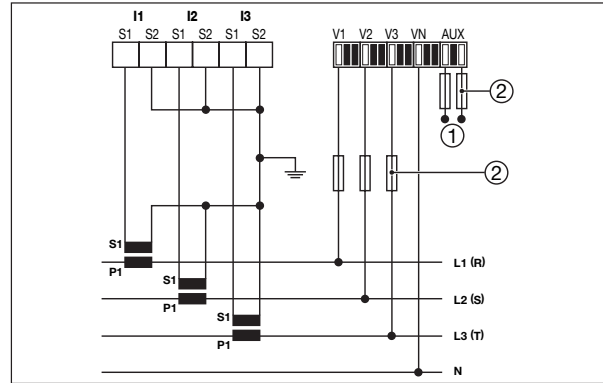 I1 I2 I3
S1 S2 S1 S2 S1 S2 V1 V2 V3 VN AUX
2
1
2
S1
P1 L1 (R)
S1
P1 L2 (S)
S1
P1 L3 (T)
N